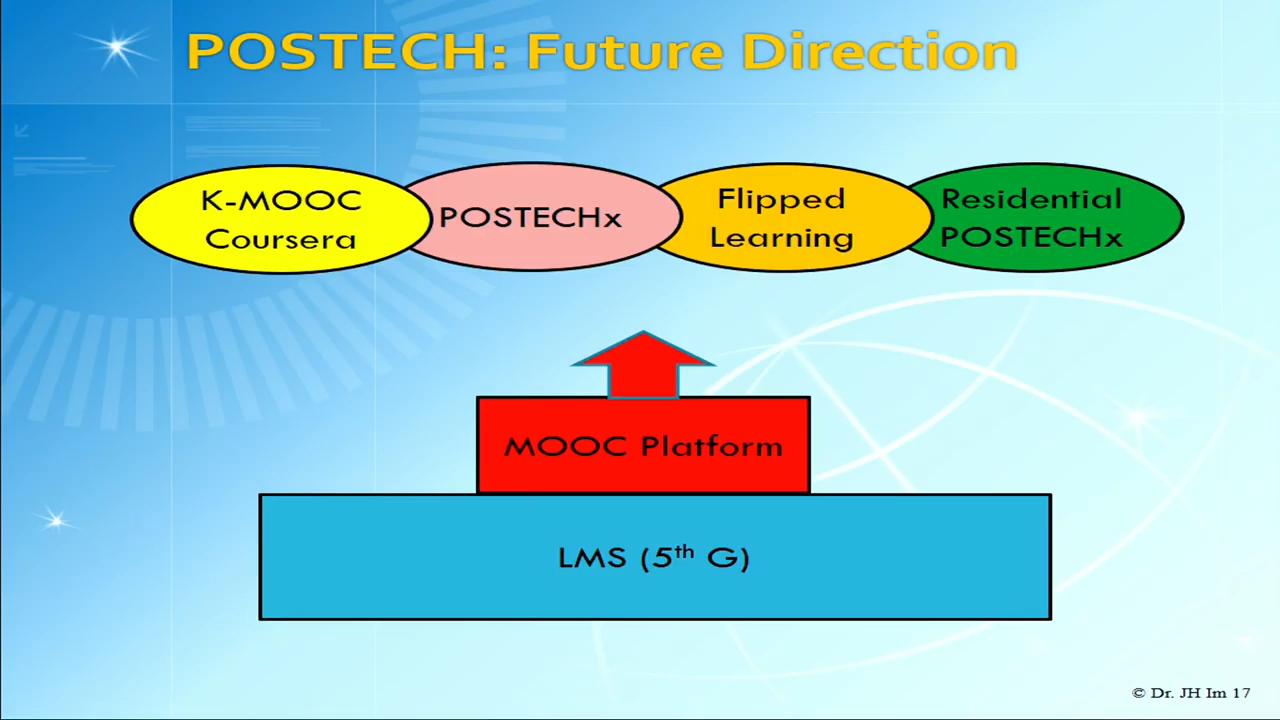 POSTECH: Future Direction
K-MOOC
Coursera
POSTECHx
Flipped
Learning
Residential
POSTECHx
MOOC Platform
LMS (5th G)
© Dr. JH Im 17